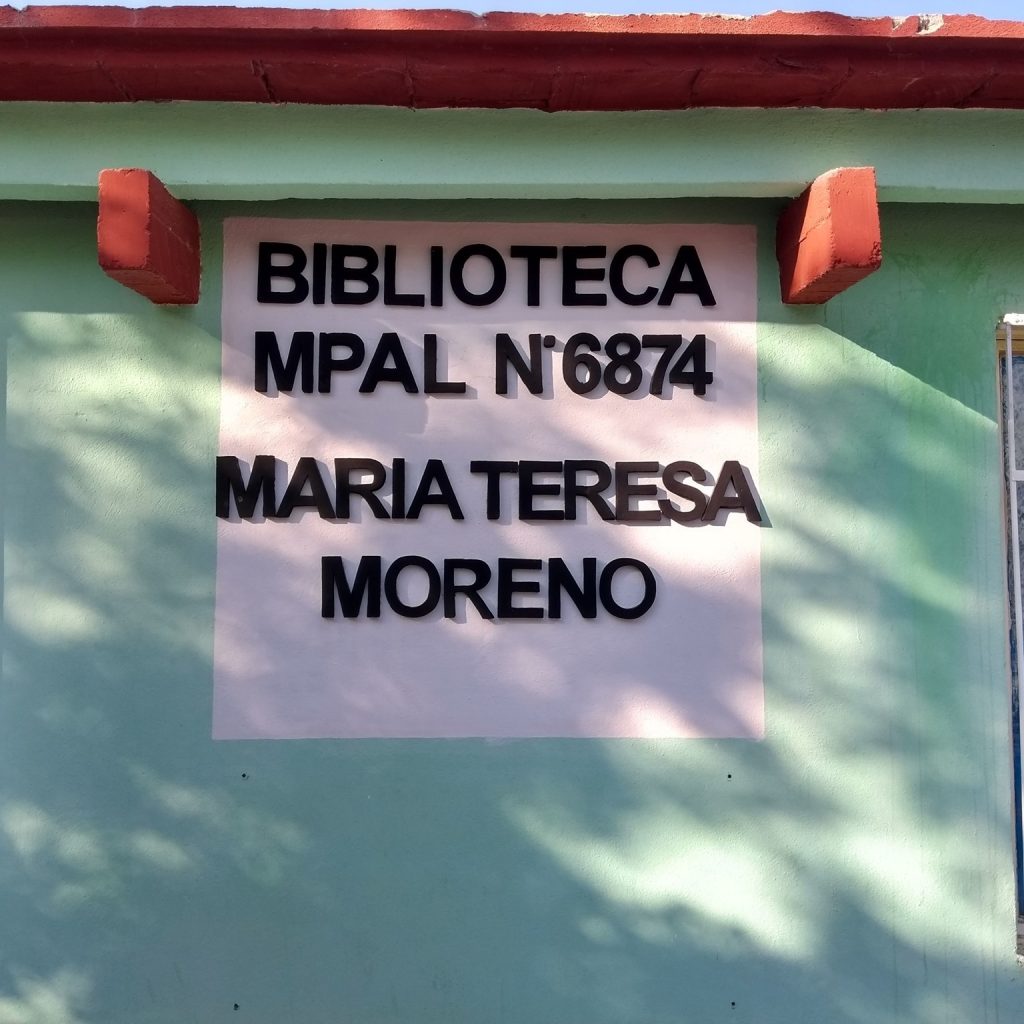 BIBLIOTECA
MPAL N°6874
MARIA TERESA
MORENO